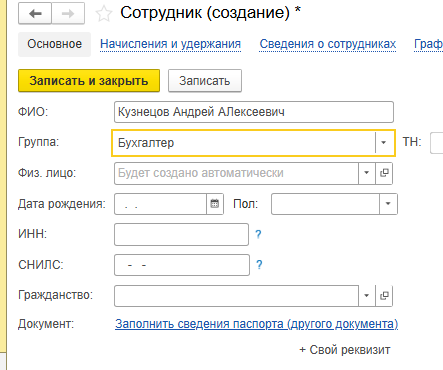 Сотрудник (создание) *
Основное Начисления и удержания Сведения о сотрудниках Граф
Записать и закрыть Записать
ФИО: Кузнецов Андрей АЛексеевич
Группа: Бухгалтер ТН:
Физ. лицо: Будет создано автоматически
Дата рождения: . . Пол:
ИНН: ?
СНИЛС: - - ?
Гражданство:
Документ: Заполнить сведения паспорта (другого документа)
+ Свой реквизит